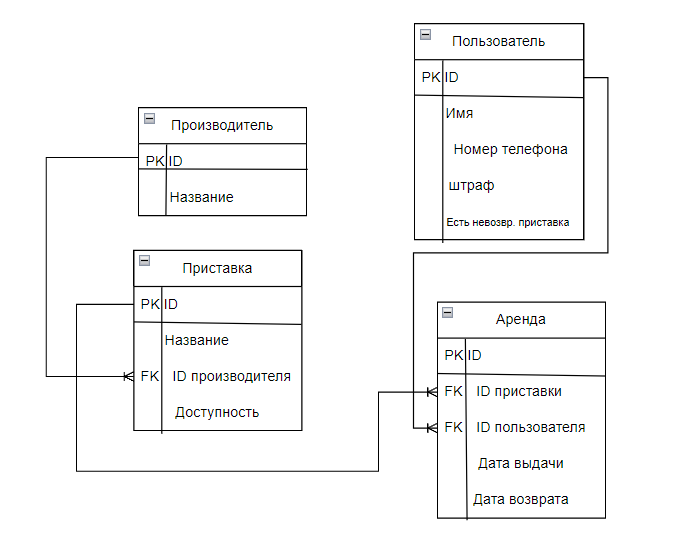 Пользователь
PK ID
Имя
Номер телефона
штраф
Есть невозвр. приставка
Производитель
PK ID
Название
Приставка
PK ID
Название
FK ID производителя
Доступность
Аренда
PK ID
FK ID приставки
FK ID пользователя
Дата выдачи
Дата возврата